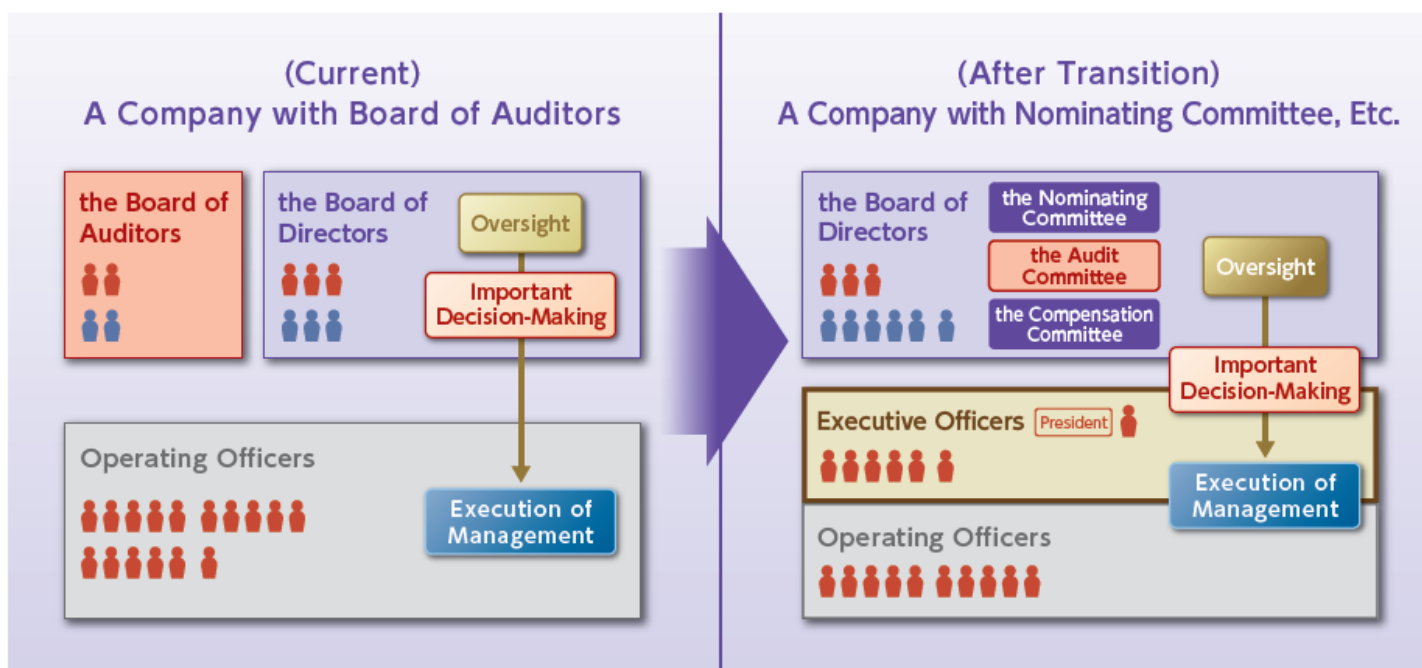 (Current)
A Company with Board of Auditors
the Board of
Auditors
the Board of
Directors
Oversight
Important
Decision-Making
Operating Officers
Execution of
Management
(After Transition)
A Company with Nominating Committee, Etc.
the Board of
Directors
the Nominating
Committee
the Audit
Committee
the Compensation
Committee
Oversight
Important
Decision-Making
Executive Officers President
Execution of
Management
Operating Officers